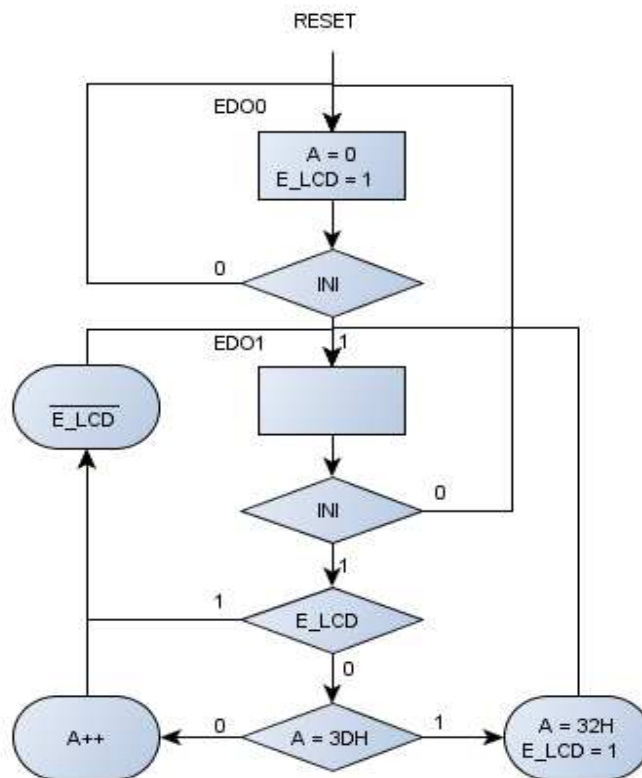 RESET
EDO0
A = 0
E_LCD = 1
0
INI
EDO1
1
E_LCD
INI
0
1
1
E_LCD
0
A++
0
A = 3DH
1
A = 32H
E_LCD = 1